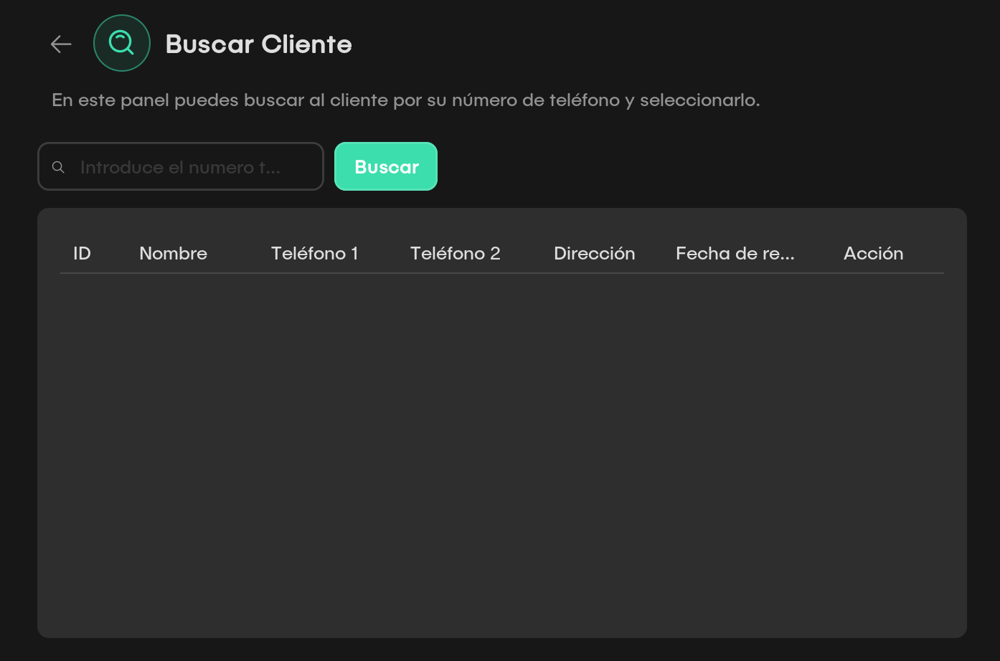 Buscar Cliente
En este panel puedes buscar al cliente por su número de teléfono y seleccionarlo.
Introduce el numero t...
Buscar
ID Nombre Teléfono 1 Teléfono 2 Dirección Fecha de re... Acción